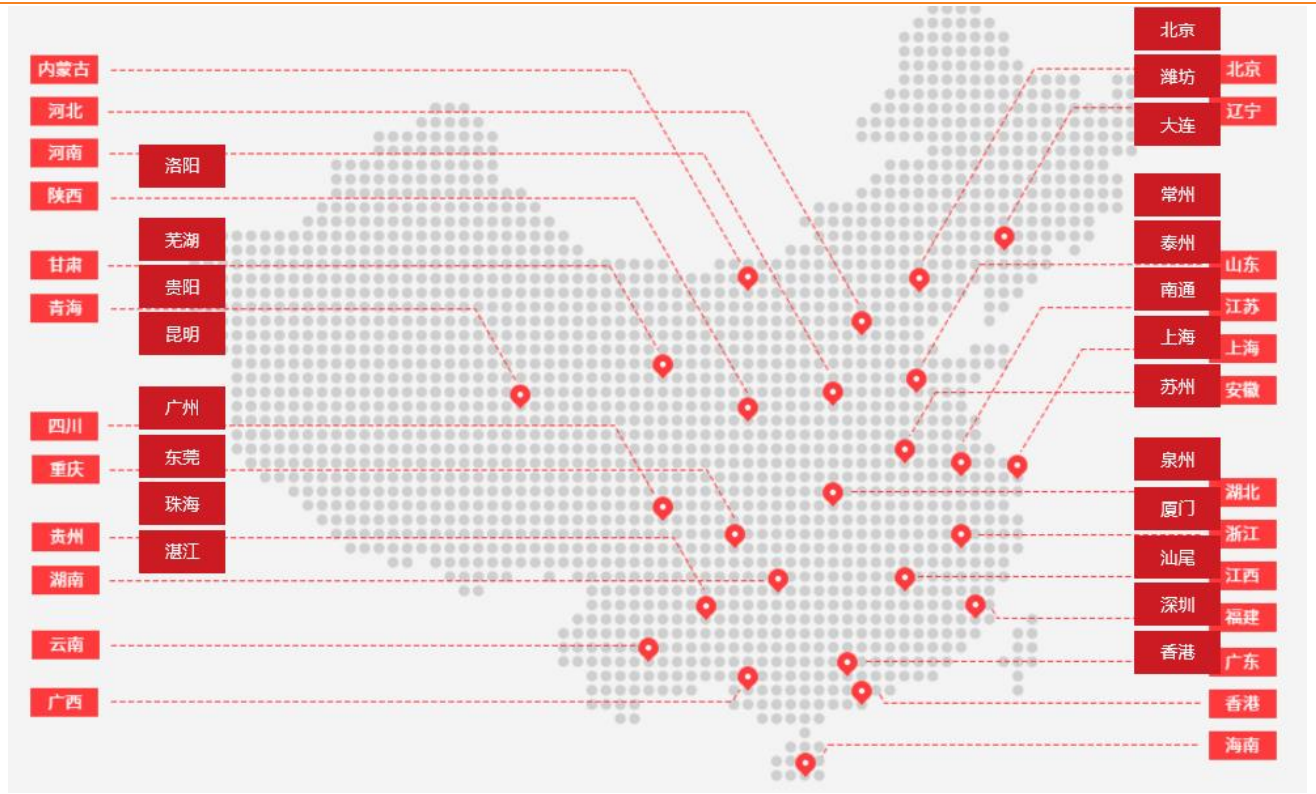 内蒙古
河北
河南
陕西
甘肃
青海
四川
重庆
贵州
湖南
云南
广西
洛阳
芜湖
贵阳
昆明
广州
东莞
珠海
湛江
北京
潍坊
大连
常州
泰州
南通
上海
苏州
泉州
厦门
汕尾
深圳
香港
北京
辽宁
山东
江苏
上海
安徽
湖北
浙江
江西
福建
广东
香港
海南